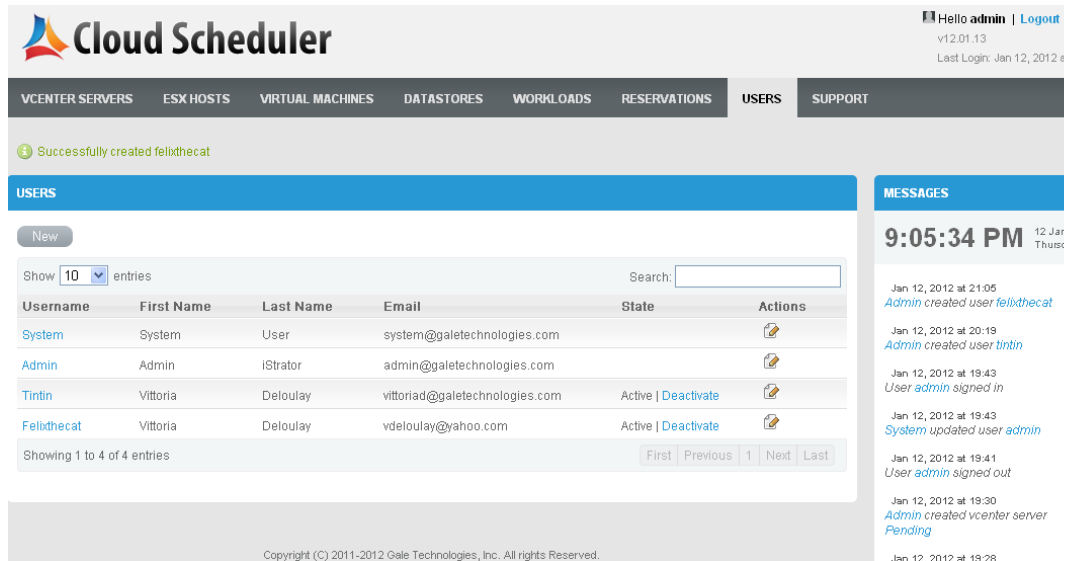 Cloud Scheduler
Hello admin | Logout
v12.01.13
Last Login: Jan 12, 2012
VCENTER SERVERS ESX HOSTS VIRTUAL MACHINES DATASTORES WORKLOADS RESERVATIONS USERS SUPPORT
Successfully created felixthecat
USERS
New
Show 10 entries Search:
Username First Name Last Name Email State Actions
System System User system@galetechnologies.com
Admin Admin iStrator admin@galetechnologies.com
Tintin Vittoria Deloulay vittoriad@galetechnologies.com Active | Deactivate
Felixthecat Vittoria Deloulay vdeloulay@yahoo.com Active | Deactivate
Showing 1 to 4 of 4 entries First Previous 1 Next Last
MESSAGES
9:05:34 PM
12 Jan
Jan 12, 2012 at 21:05
Admin created user felixthecat
Jan 12, 2012 at 20:19
Admin created user tintin
Jan 12, 2012 at 19:43
User admin signed in
Jan 12, 2012 at 19:43
System updated user admin
Jan 12, 2012 at 19:41
User admin signed out
Jan 12, 2012 at 19:30
Admin created vcenter server
Pending
Jan 12, 2012 at 19:28
Copyright (C) 2011-2012 Gale Technologies, Inc. All rights Reserved.